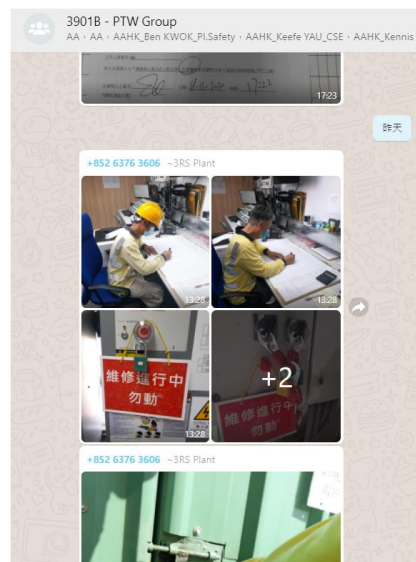 3901B - PTW Group
AA, AA, AAHK_Ben KWOK_Pl.Safety, AAHK_Keefe YAU_CSE, AAHK_Kennis
17:22
17:23
昨天
+852 6376 3606 ~3RS Plant
13:28
13:28
維修進行中
勿動
13:28
+2
維修進行中
勿動
+852 6376 3606 ~3RS Plant